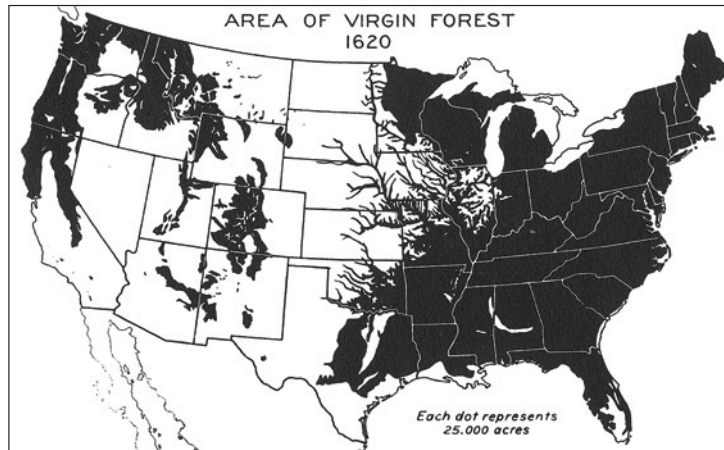 AREA OF VIRGIN FOREST
1620
Each dot represents
25.000 acres